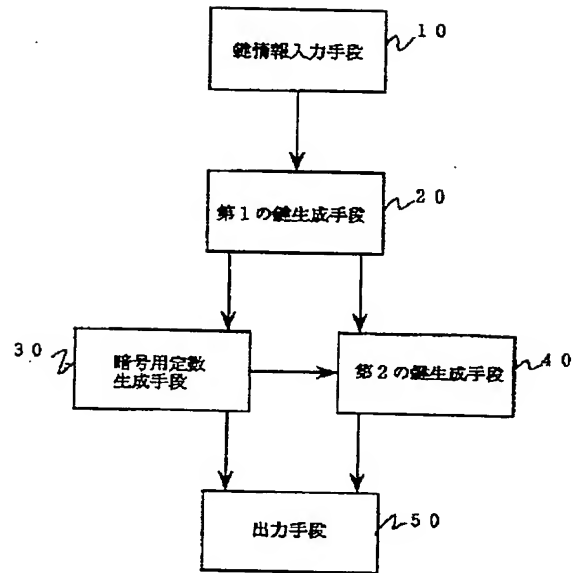 鍵情報入力手段
10
第1の鍵生成手段
20
30
暗号用定数
生成手段
第2の鍵生成手段
40
出力手段
50